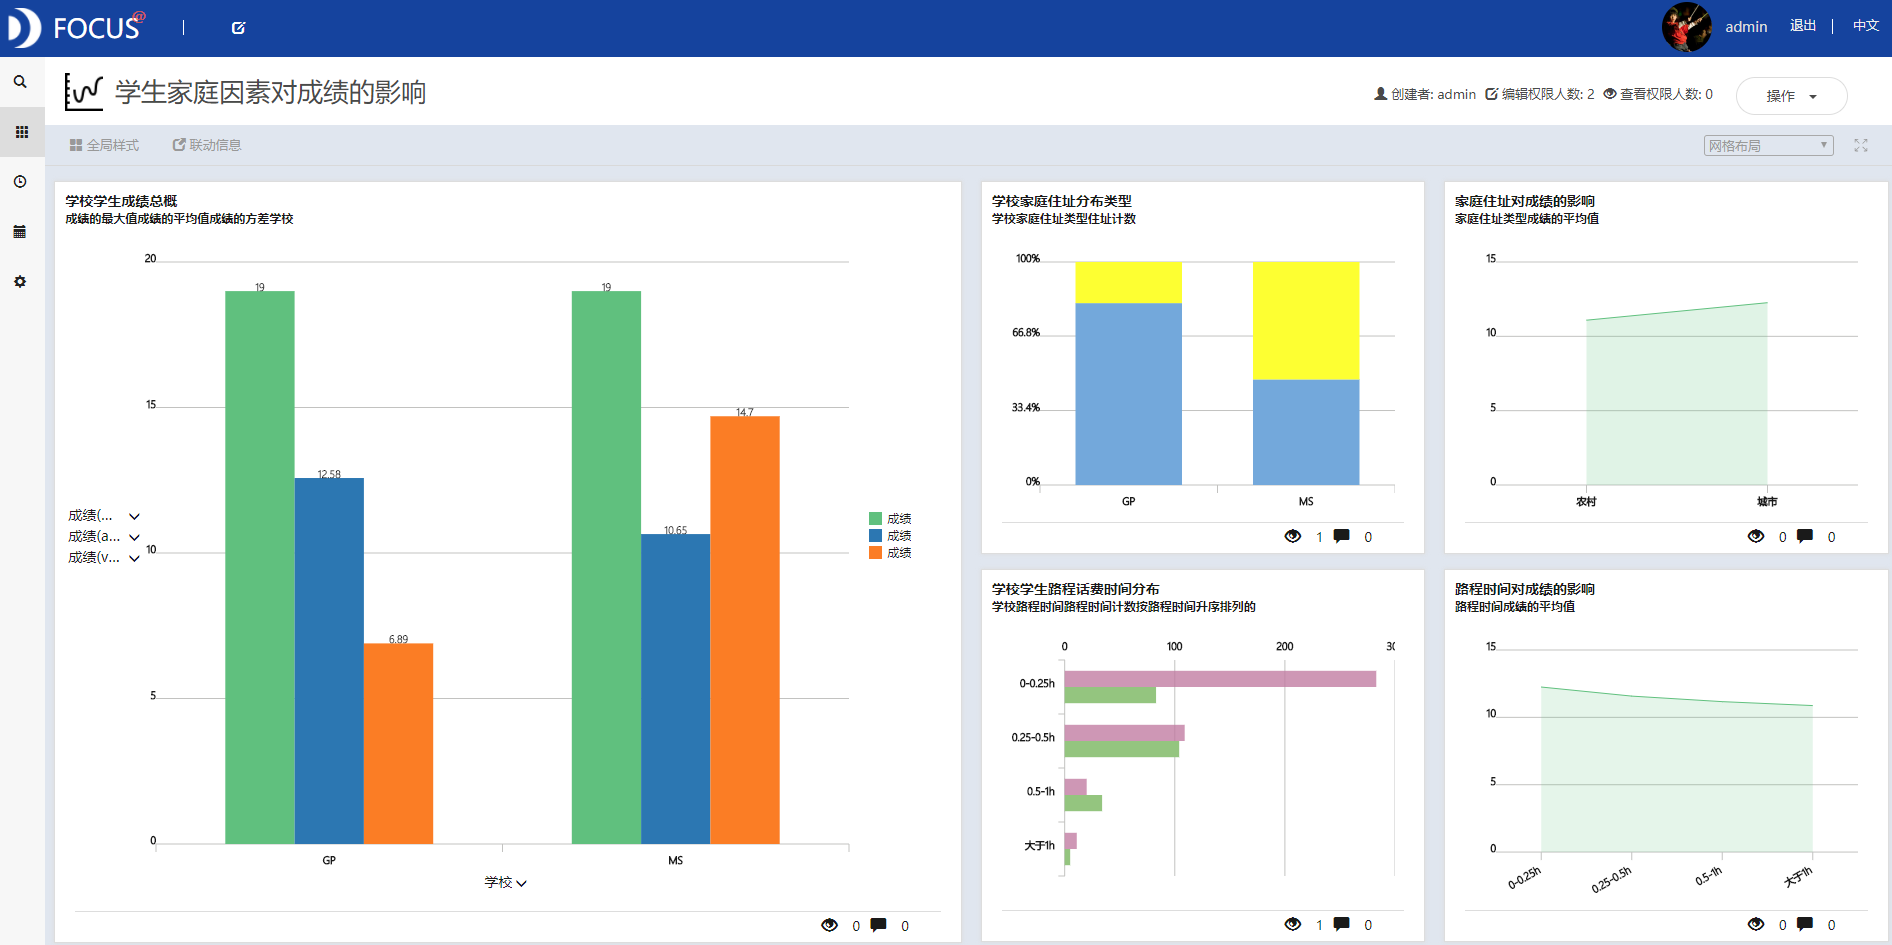 FOCUS@
admin 退出 | 中文
学生家庭因素对成绩的影响
创建者: admin 编辑权限人数: 2 查看权限人数: 0
操作
全局样式 联动信息
网格布局
学校学生成绩总概
成绩的最大值成绩的平均值成绩的方差学校
20
15
10
5
0
19
12.58
6.89
19
10.65
14.7
成绩(...
成绩(a...
成绩(v...
成绩
成绩
成绩
GP MS
学校
0 0
学校家庭住址分布类型
学校家庭住址类型住址计数
100%
66.8%
33.4%
0%
GP MS
1 0
家庭住址对成绩的影响
家庭住址类型成绩的平均值
15
10
5
0
农村 城市
0 0
学校学生路程话费时间分布
学校路程时间路程时间计数按路程时间升序排列的
0 100 200
0-0.25h
0.25-0.5h
0.5-1h
大于1h
1 0
路程时间对成绩的影响
路程时间成绩的平均值
15
10
5
0
0-0.25h 0.25-0.5h 0.5-1h 大于1h
0 0